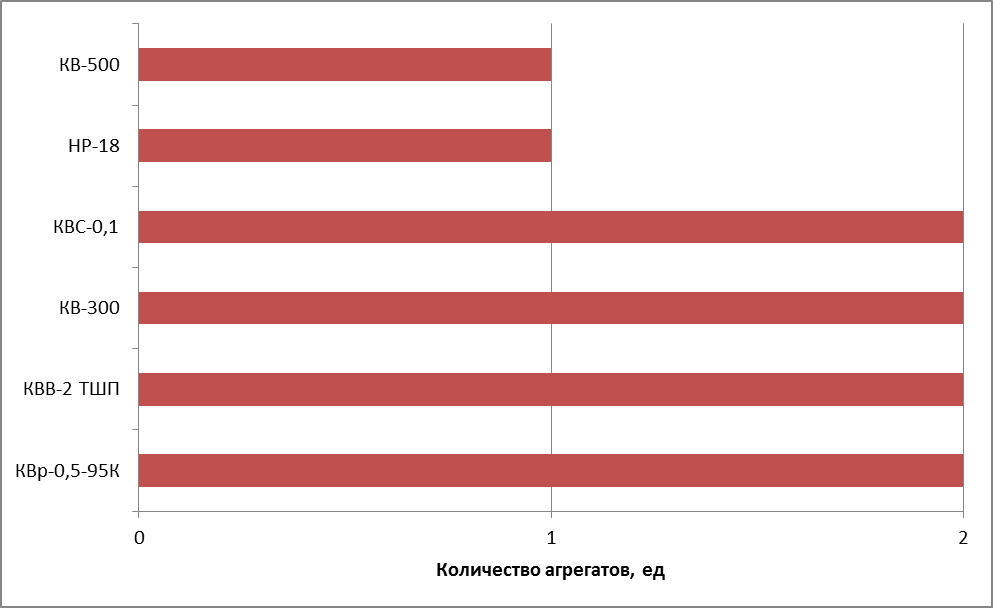 КВ-500
НР-18
КВС-0,1
КВ-300
КВВ-2 ТШП
КВр-0,5-95К
0 1 2
Количество агрегатов, ед